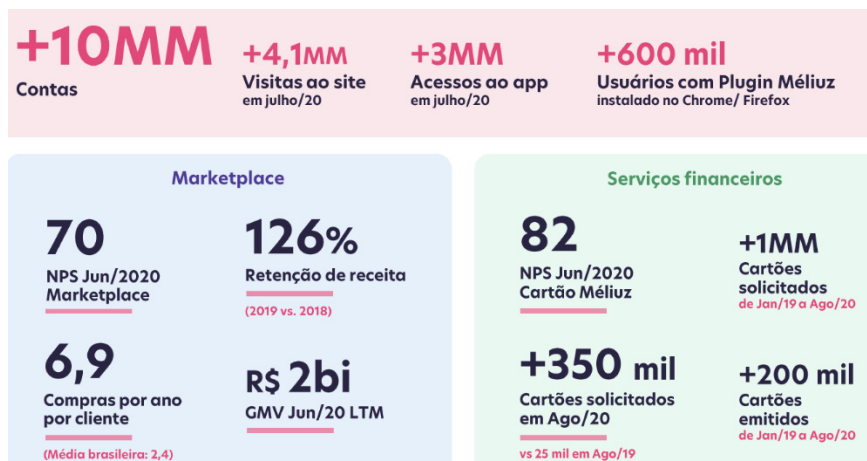 +10MM
Contas
+4,1MM
Visitas ao site
em julho/20
+3MM
Acessos ao app
em julho/20
+600 mil
Usuários com Plugin Méliuz
instalado no Chrome/ Firefox
Marketplace
70
NPS Jun/2020
Marketplace
126%
Retenção de receita
(2019 vs. 2018)
6,9
Compras por ano
por cliente
(Média brasileira: 2,4)
R$ 2bi
GMV Jun/20 LTM
Serviços financeiros
82
NPS Jun/2020
Cartão Méliuz
+1MM
Cartões
solicitados
de Jan/19 a Ago/20
+350 mil
Cartões solicitados
em Ago/20
vs 25 mil em Ago/19
+200 mil
Cartões
emitidos
de Jan/19 a Ago/20